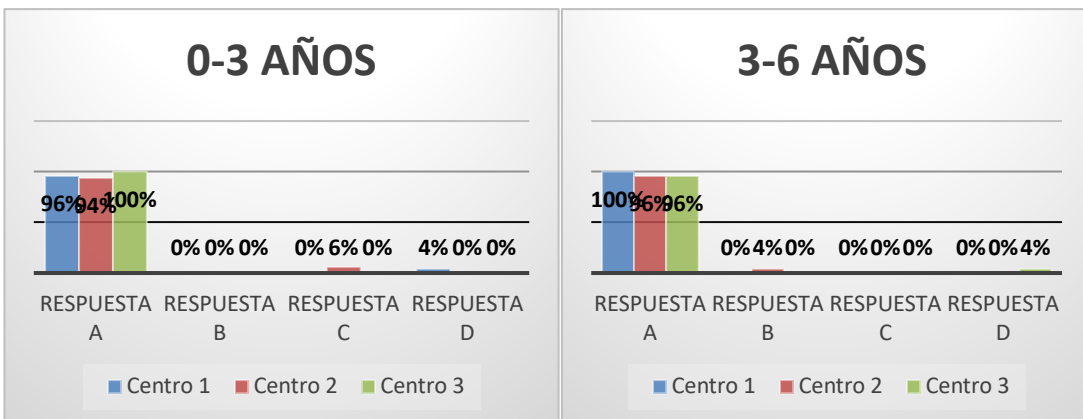 0-3 AÑOS
96% 94% 100%
0% 0% 0%
0% 6% 0%
4% 0% 0%
RESPUESTA A
RESPUESTA B
RESPUESTA C
RESPUESTA D
Centro 1 Centro 2 Centro 3
3-6 AÑOS
100% 96% 96%
0% 4% 0%
0% 0% 0%
0% 0% 4%
RESPUESTA A
RESPUESTA B
RESPUESTA C
RESPUESTA D
Centro 1 Centro 2 Centro 3